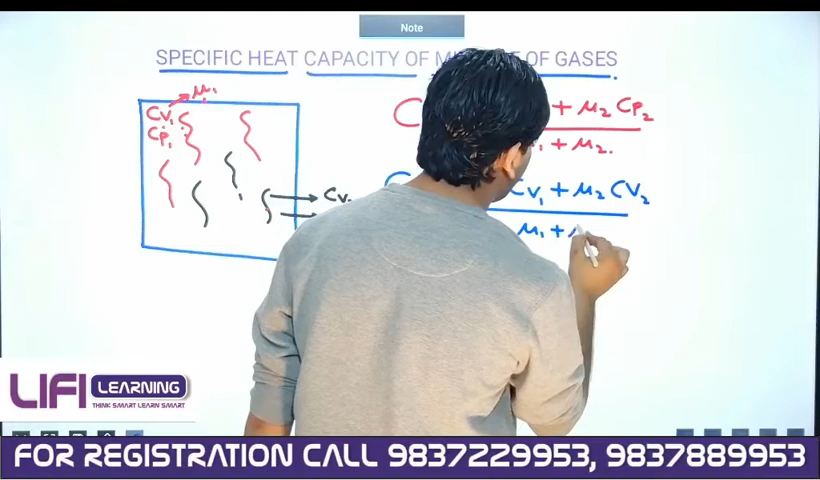 Note
SPECIFIC HEAT CAPACITY OF OF GASES
μ₁
Cv₁
Cp₁
Cv
C + μ₂ Cp₂
₁ + μ₂.
Cv₁ + μ₂ Cv₂
μ₁ +
LIFI LEARNING
THINK SMART LEARN SMART
FOR REGISTRATION CALL 9837229953, 9837889953